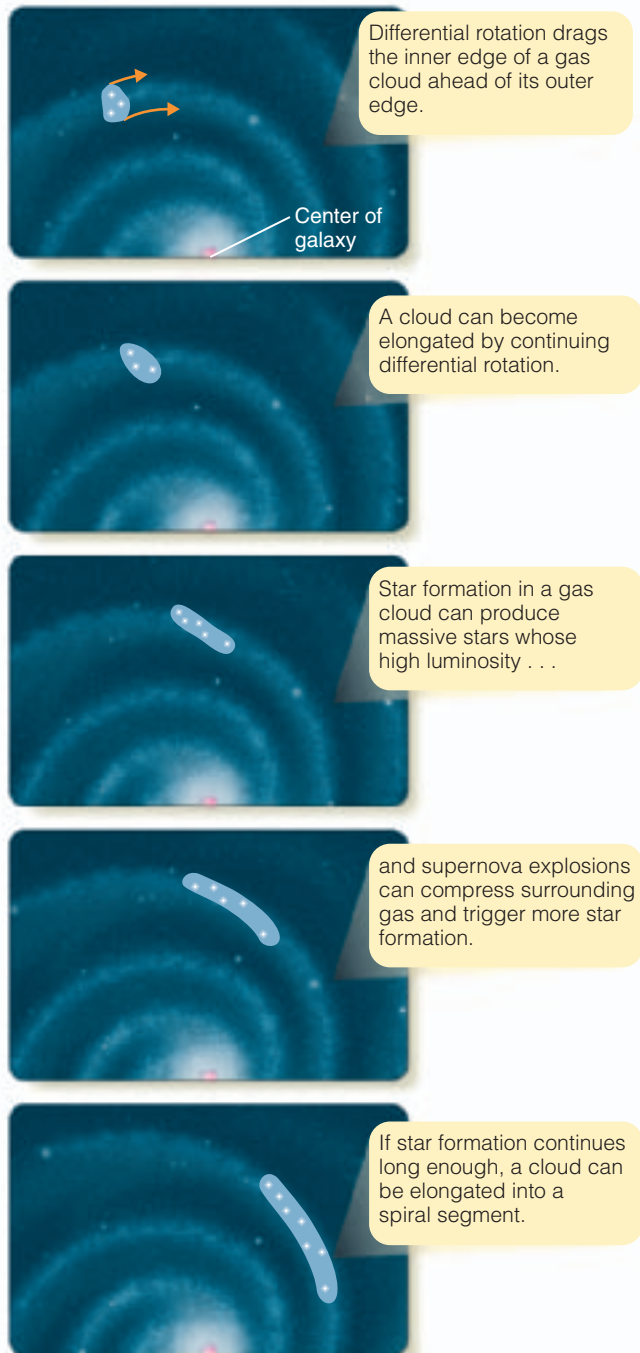 Differential rotation drags
the inner edge of a gas
cloud ahead of its outer
edge.
Center of
galaxy
A cloud can become
elongated by continuing
differential rotation.
Star formation in a gas
cloud can produce
massive stars whose
high luminosity . . .
and supernova explosions
can compress surrounding
gas and trigger more star
formation.
If star formation continues
long enough, a cloud can
be elongated into a
spiral segment.